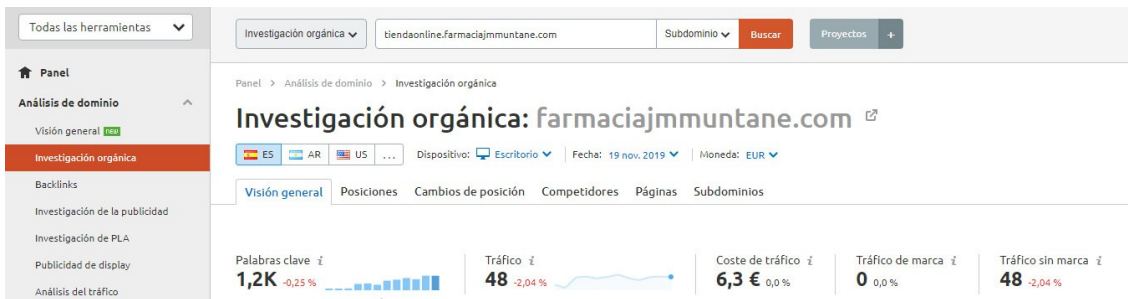 Todas las herramientas
Panel
Análisis de dominio
Visión general new
Investigación orgánica
Backlinks
Investigación de la publicidad
Investigación de PLA
Publicidad de display
Análisis del tráfico
Investigación orgánica tiendaonline.farmaciajmmuntane.com Subdominio Buscar Proyectos +
Panel > Análisis de dominio > Investigación orgánica
Investigación orgánica: farmaciajmmuntane.com
ES AR US ... Dispositivo: Escritorio Fecha: 19 nov. 2019 Moneda: EUR
Visión general Posiciones Cambios de posición Competidores Páginas Subdominios
Palabras clave i Tráfico i Coste de tráfico i Tráfico de marca i Tráfico sin marca i
1,2K -0,25 % 48 -2,04 % 6,3 € 0,0 % 0 0,0 % 48 -2,04 %